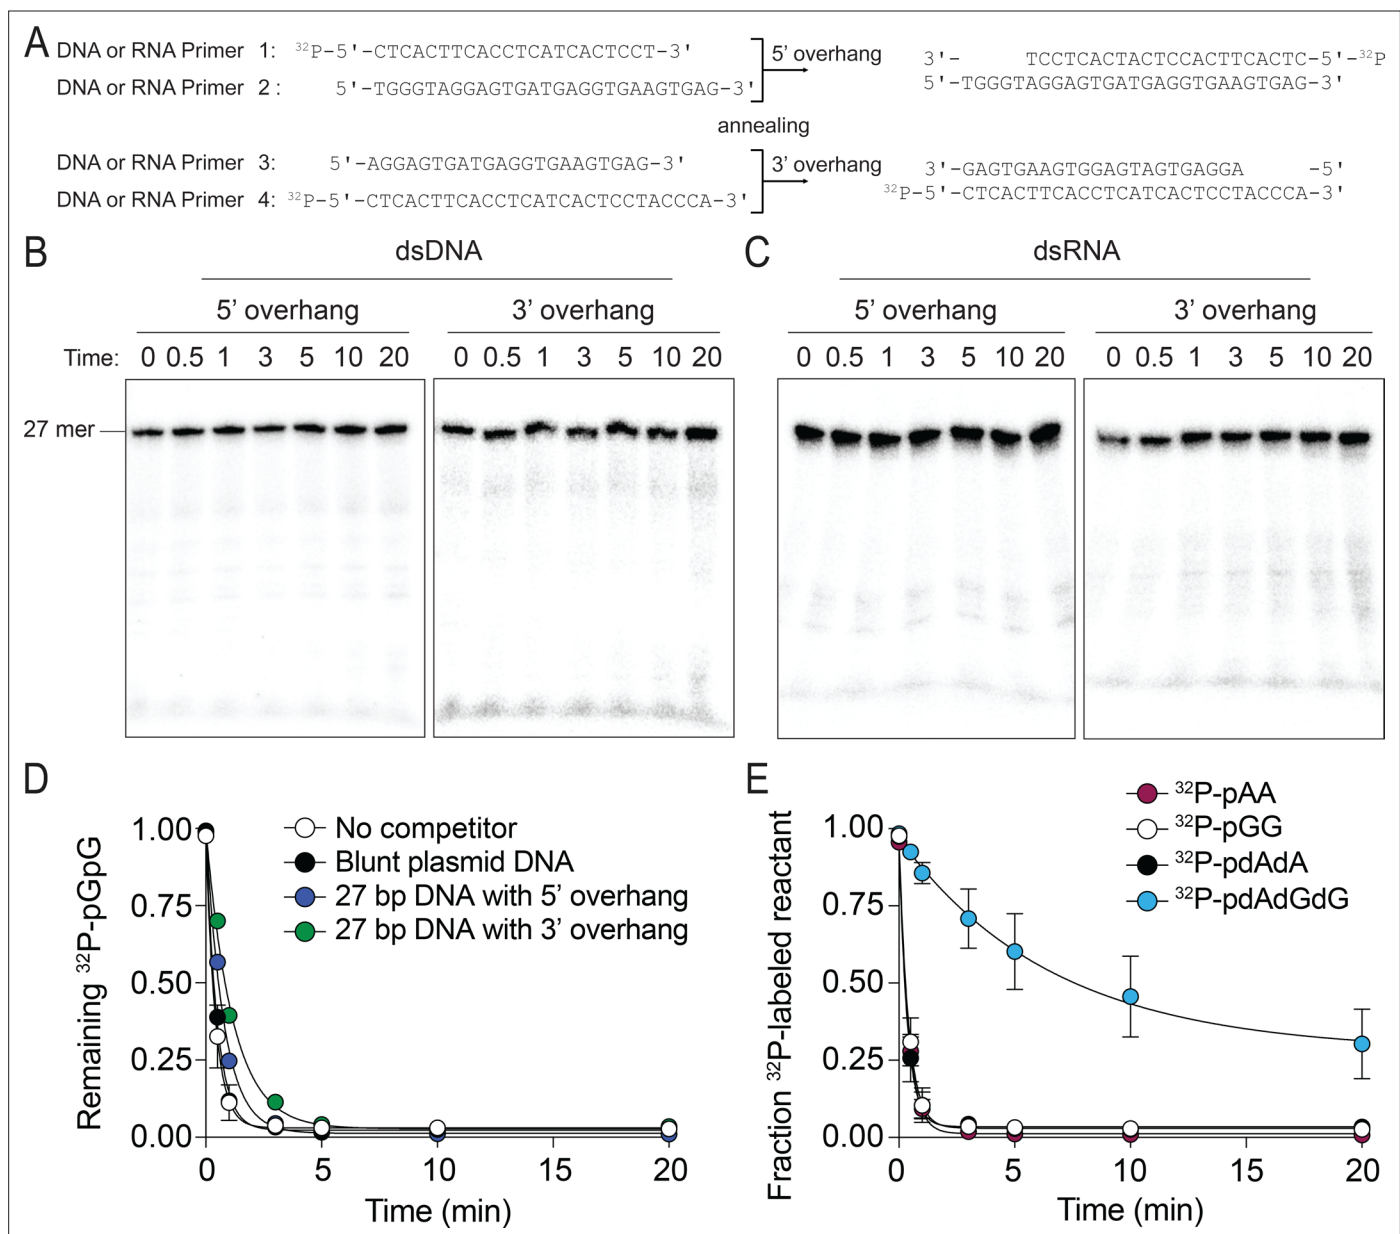 A
DNA or RNA Primer 1: ³²P-5'-CTCACTTCACCTCATCACTCCT-3'
DNA or RNA Primer 2 : 5'-TGGGTAGGAGTGATGAGGTGAAGTGAG-3'
5' overhang
3'- TCCTCACTACTCCACTTCACTC-5'-³²P
5'-TGGGTAGGAGTGATGAGGTGAAGTGAG-3'
annealing
DNA or RNA Primer 3: 5'-AGGAGTGATGAGGTGAAGTGAG-3'
DNA or RNA Primer 4: ³²P-5'-CTCACTTCACCTCATCACTCCTACCCA-3'
3' overhang
3'-GAGTGAAGTGGAGTAGTGAGGA -5'
³²P-5'-CTCACTTCACCTCATCACTCCTACCCA-3'
B
dsDNA
5' overhang 3' overhang
Time: 0 0.5 1 3 5 10 20 0 0.5 1 3 5 10 20
27 mer
C
dsRNA
5' overhang 3' overhang
0 0.5 1 3 5 10 20 0 0.5 1 3 5 10 20
D
Remaining ³²P-pGpG
1.00
0.75
0.50
0.25
0.00
0 5 10 15 20
Time (min)
No competitor
Blunt plasmid DNA
27 bp DNA with 5' overhang
27 bp DNA with 3' overhang
E
Fraction ³²P-labeled reactant
1.00
0.75
0.50
0.25
0.00
0 5 10 15 20
Time (min)
³²P-pAA
³²P-pGG
³²P-pdAdA
³²P-pdAdGdG